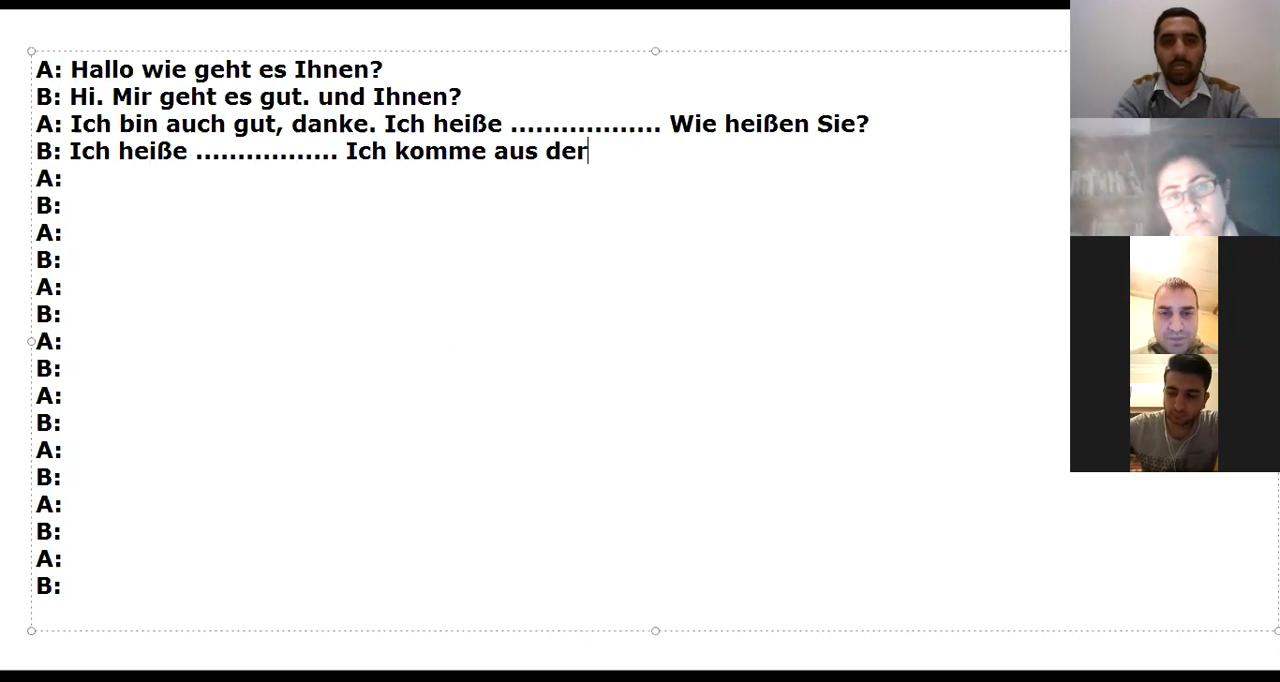 A: Hallo wie geht es Ihnen?
B: Hi. Mir geht es gut. und Ihnen?
A: Ich bin auch gut, danke. Ich heiße .................. Wie heißen Sie?
B: Ich heiße ................. Ich komme aus der
A:
B:
A:
B:
A:
B:
A:
B:
A:
B:
A:
B:
A:
B:
A:
B: